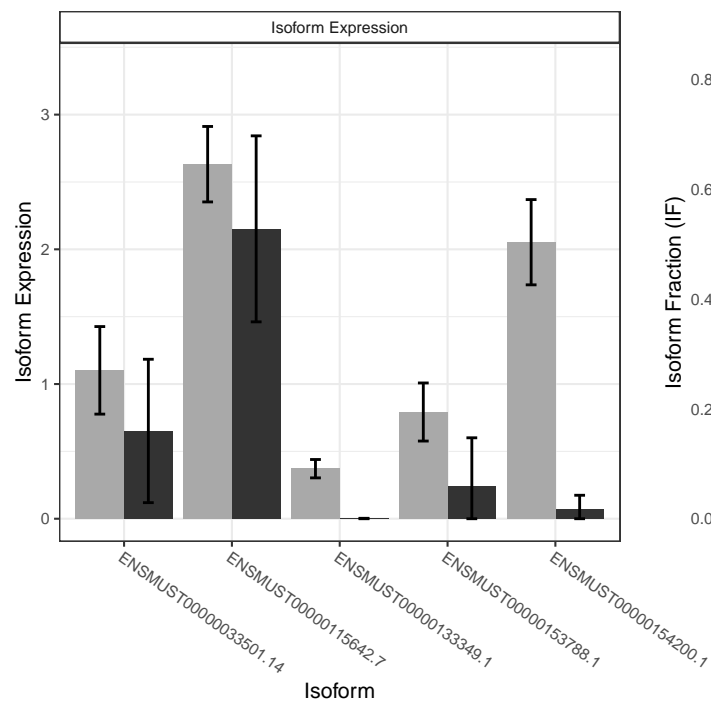 Isoform Expression
Isoform Expression
3
2
1
0
ENSMUST00000033501.14
ENSMUST00000115642.7
ENSMUST00000133349.1
ENSMUST00000153788.1
ENSMUST00000154200.1
Isoform
Isoform Fraction (IF)
0.8
0.6
0.4
0.2
0.0